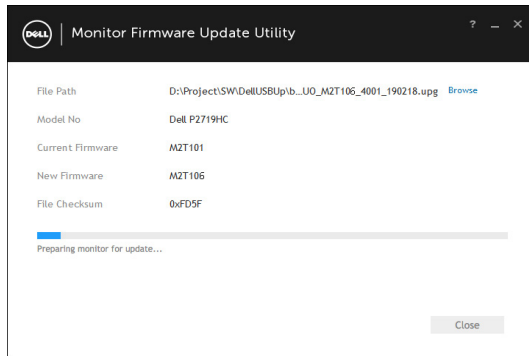 DELL Monitor Firmware Update Utility ? _ X
File Path D:\Project\SW\DellUSBUp\b...UO_M2T106_4001_190218.upg Browse
Model No Dell P2719HC
Current Firmware M2T101
New Firmware M2T106
File Checksum 0xFD5F
Preparing monitor for update...
Close